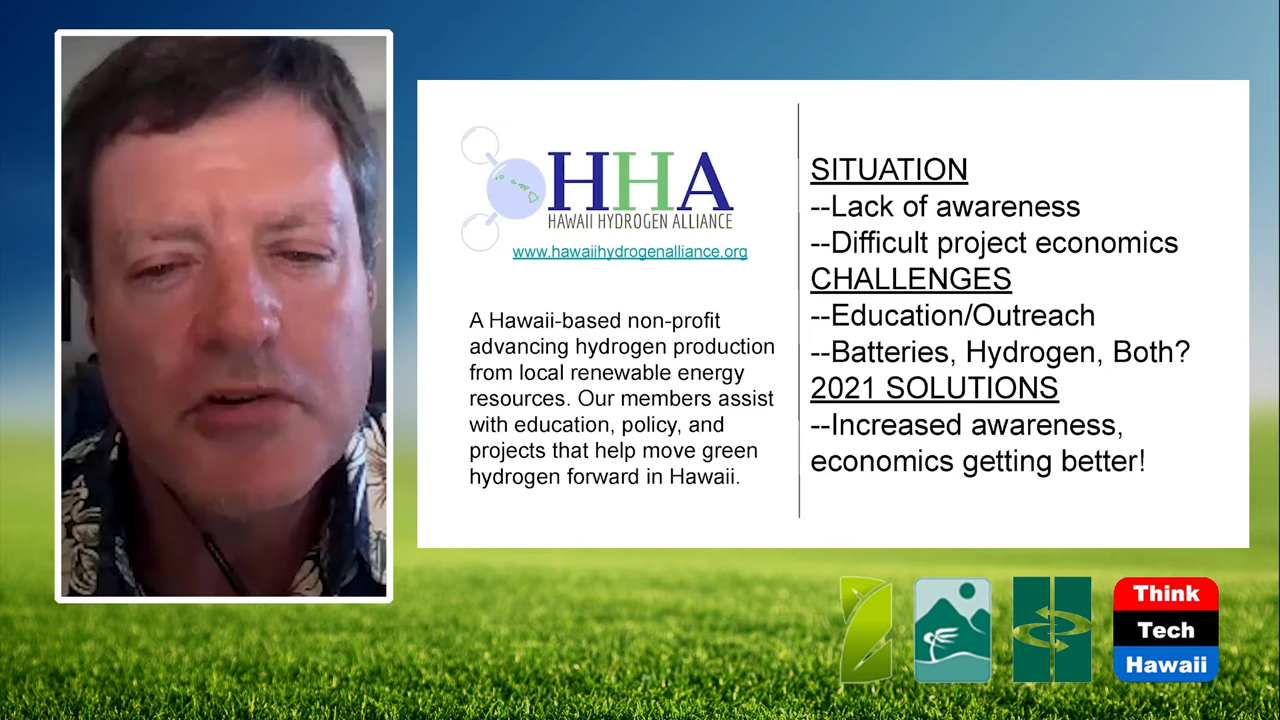 HHA
HAWAII HYDROGEN ALLIANCE
www.hawaiihydrogenalliance.org
A Hawaii-based non-profit
advancing hydrogen production
from local renewable energy
resources. Our members assist
with education, policy, and
projects that help move green
hydrogen forward in Hawaii.
SITUATION
--Lack of awareness
--Difficult project economics
CHALLENGES
--Education/Outreach
--Batteries, Hydrogen, Both?
2021 SOLUTIONS
--Increased awareness,
economics getting better!
Think
Tech
Hawaii